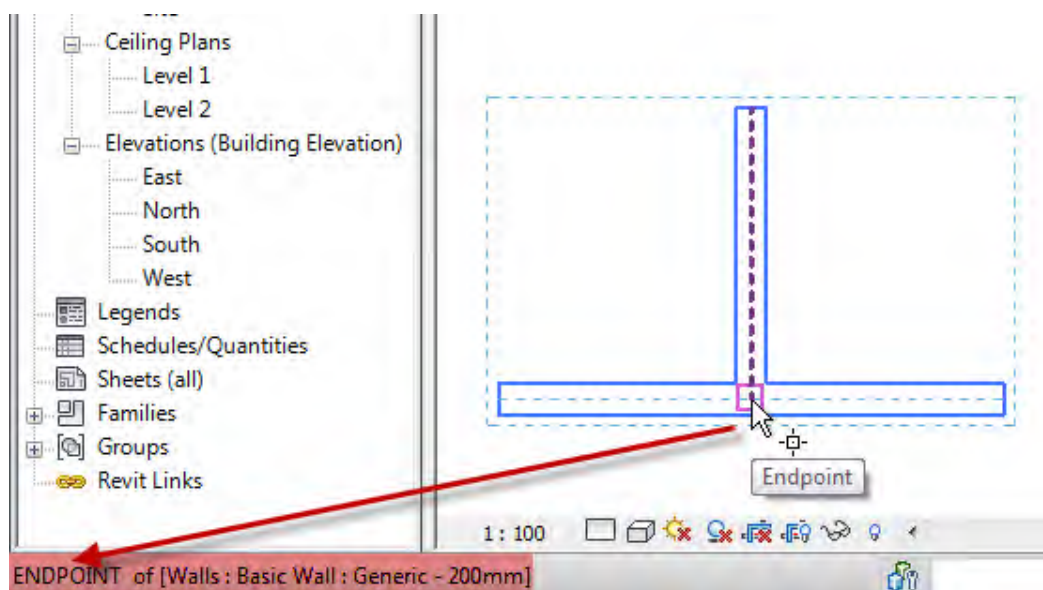 Ceiling Plans
Level 1
Level 2
Elevations (Building Elevation)
East
North
South
West
Legends
Schedules/Quantities
Sheets (all)
Families
Groups
Revit Links
Endpoint
1 : 100
ENDPOINT of [Walls : Basic Wall : Generic - 200mm]